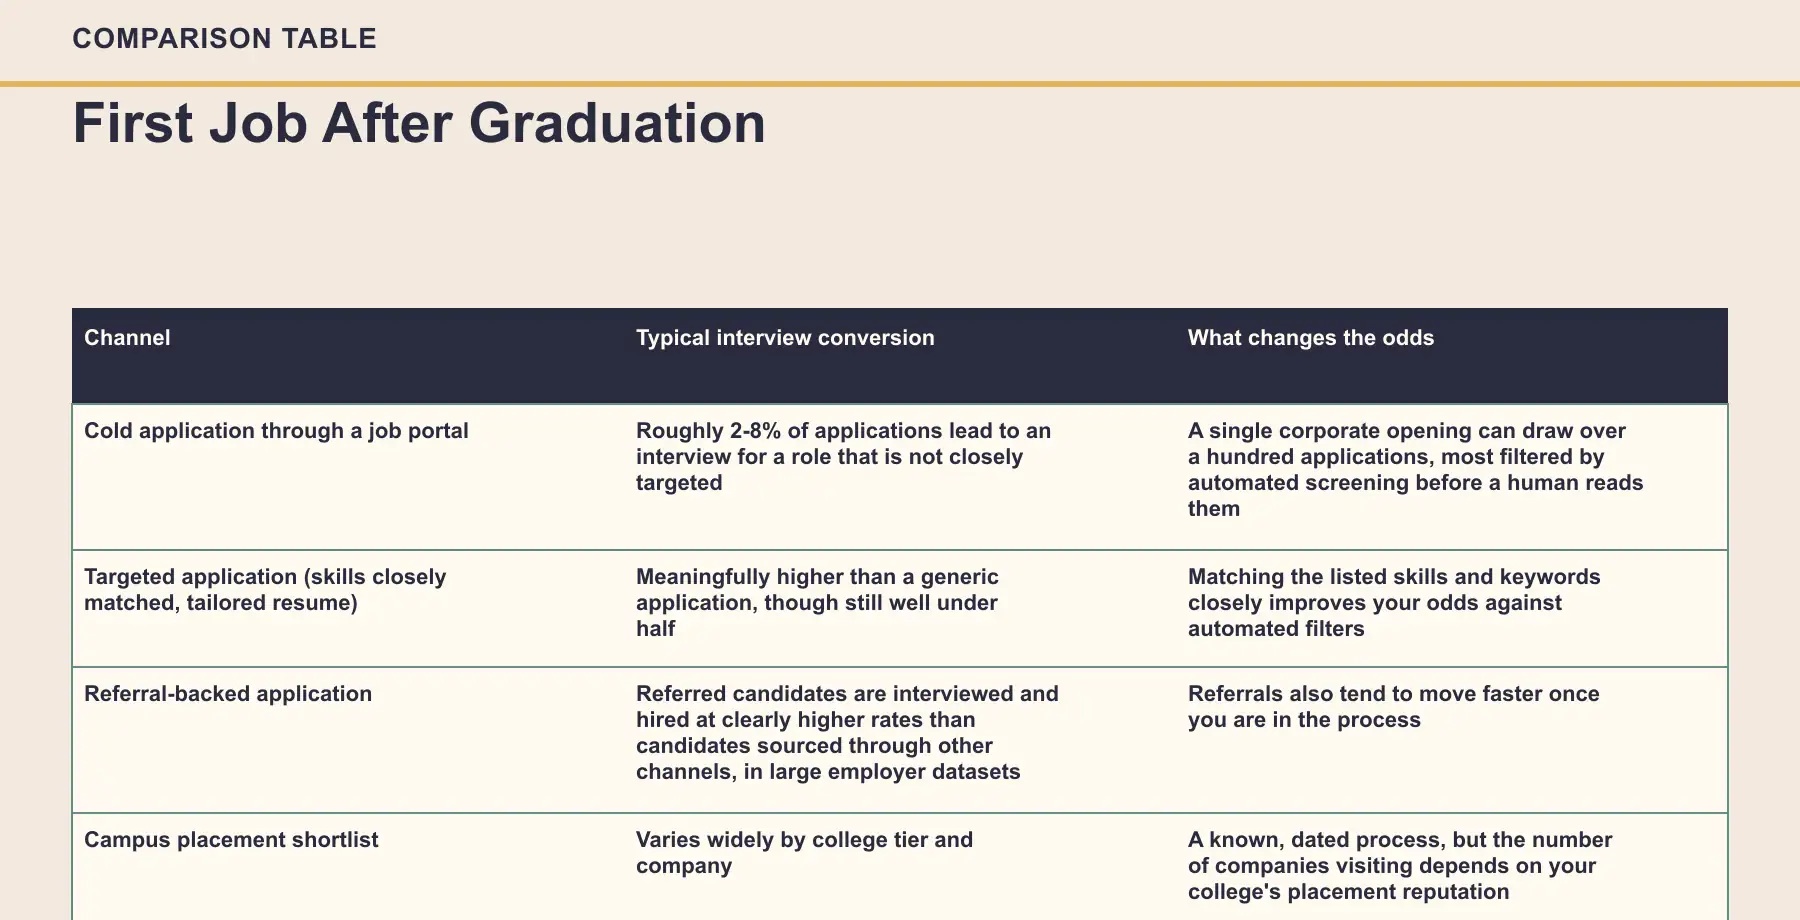 COMPARISON TABLE
First Job After Graduation
Channel
Typical interview conversion
What changes the odds
Cold application through a job portal
Roughly 2-8% of applications lead to an
interview for a role that is not closely
targeted
A single corporate opening can draw over
a hundred applications, most filtered by
automated screening before a human reads
them
Targeted application (skills closely
matched, tailored resume)
Meaningfully higher than a generic
application, though still well under
half
Matching the listed skills and keywords
closely improves your odds against
automated filters
Referral-backed application
Referred candidates are interviewed and
hired at clearly higher rates than
candidates sourced through other
channels, in large employer datasets
Referrals also tend to move faster once
you are in the process
Campus placement shortlist
Varies widely by college tier and
company
A known, dated process, but the number
of companies visiting depends on your
college's placement reputation